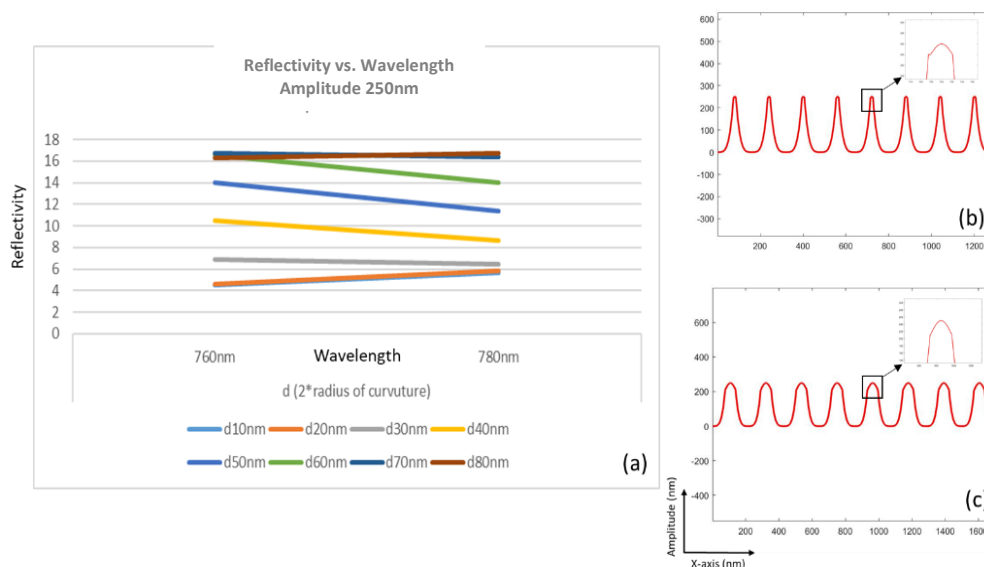 Reflectivity vs. Wavelength
Amplitude 250nm
18
16
14
12
10
8
6
4
2
0
Reflectivity
760nm
Wavelength
780nm
d (2*radius of curvuture)
d10nm d20nm d30nm d40nm
d50nm d60nm d70nm d80nm
(a)
600
500
400
300
200
100
0
-100
-200
-300
200 400 600 800 1000 1200
(b)
600
400
200
0
-200
-400
0 200 400 600 800 1000 1200 1400 1600
(c)
Amplitude (nm)
X-axis (nm)